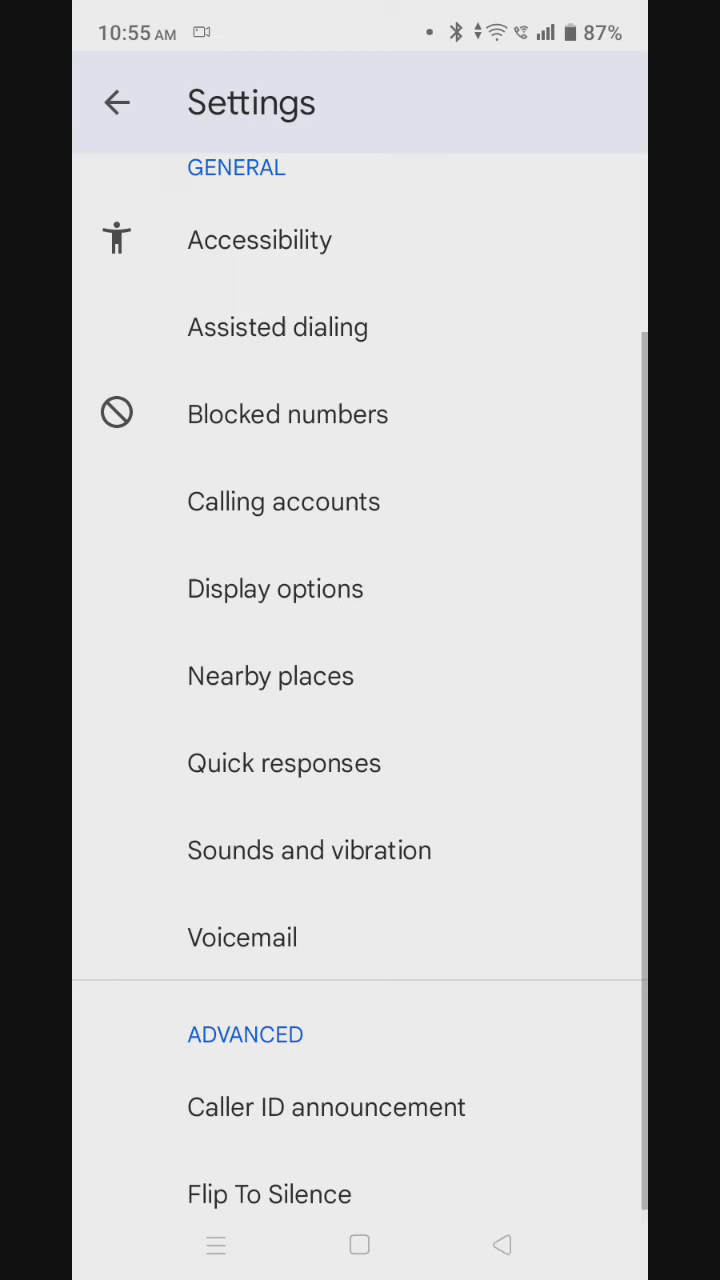 10:55 AM
87%
Settings
GENERAL
Accessibility
Assisted dialing
Blocked numbers
Calling accounts
Display options
Nearby places
Quick responses
Sounds and vibration
Voicemail
ADVANCED
Caller ID announcement
Flip To Silence